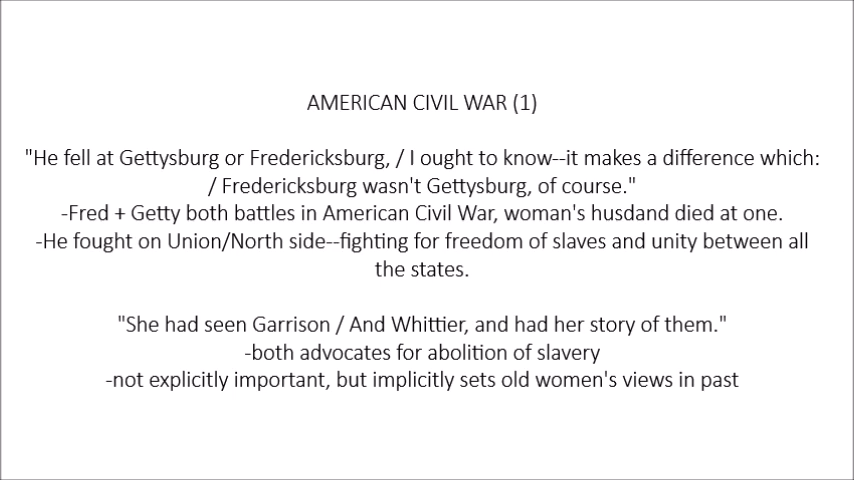 AMERICAN CIVIL WAR (1)
"He fell at Gettysburg or Fredericksburg, / I ought to know--it makes a difference which:
/ Fredericksburg wasn't Gettysburg, of course."
-Fred + Getty both battles in American Civil War, woman's husdand died at one.
-He fought on Union/North side--fighting for freedom of slaves and unity between all
the states.
"She had seen Garrison / And Whittier, and had her story of them."
-both advocates for abolition of slavery
-not explicitly important, but implicitly sets old women's views in past